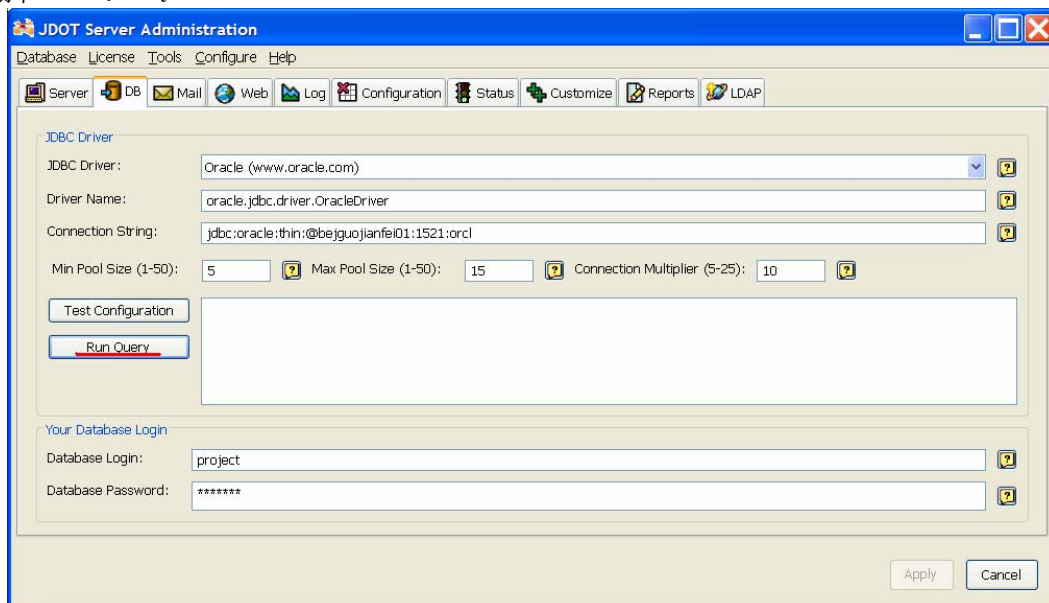 JDOT Server Administration
Database License Tools Configure Help
Server DB Mail Web Log Configuration Status Customize Reports LDAP
JDBC Driver
JDBC Driver: Oracle (www.oracle.com)
Driver Name: oracle.jdbc.driver.OracleDriver
Connection String: jdbc:oracle:thin:@bejguojianfei01:1521:orcl
Min Pool Size (1-50): 5 Max Pool Size (1-50): 15 Connection Multiplier (5-25): 10
Test Configuration
Run Query
Your Database Login
Database Login: project
Database Password: *******
Apply Cancel